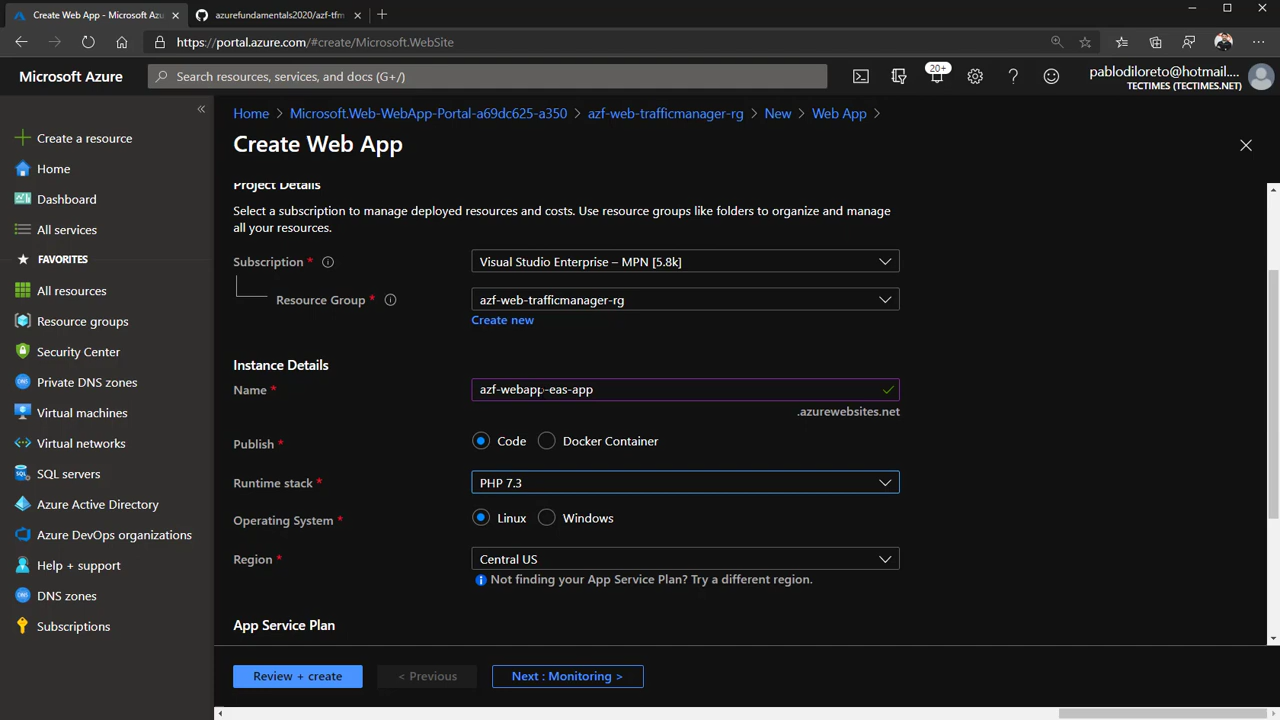 Create Web App - Microsoft Azu
azurefundamentals2020/azf-tfm
https://portal.azure.com/#create/Microsoft.WebSite
Microsoft Azure
Search resources, services, and docs (G+/)
20+
pablodiloreto@hotmail....
TECTIMES (TECTIMES.NET)
«
Create a resource
Home
Dashboard
All services
FAVORITES
All resources
Resource groups
Security Center
Private DNS zones
Virtual machines
Virtual networks
SQL servers
Azure Active Directory
Azure DevOps organizations
Help + support
DNS zones
Subscriptions
Home > Microsoft.Web-WebApp-Portal-a69dc625-a350 > azf-web-trafficmanager-rg > New > Web App >
Create Web App
Project Details
Select a subscription to manage deployed resources and costs. Use resource groups like folders to organize and manage
all your resources.
Subscription *
Visual Studio Enterprise – MPN [5.8k]
Resource Group *
azf-web-trafficmanager-rg
Create new
Instance Details
Name *
azf-webapp-eas-app
.azurewebsites.net
Publish *
Code
Docker Container
Runtime stack *
PHP 7.3
Operating System *
Linux
Windows
Region *
Central US
Not finding your App Service Plan? Try a different region.
App Service Plan
Review + create
< Previous
Next : Monitoring >